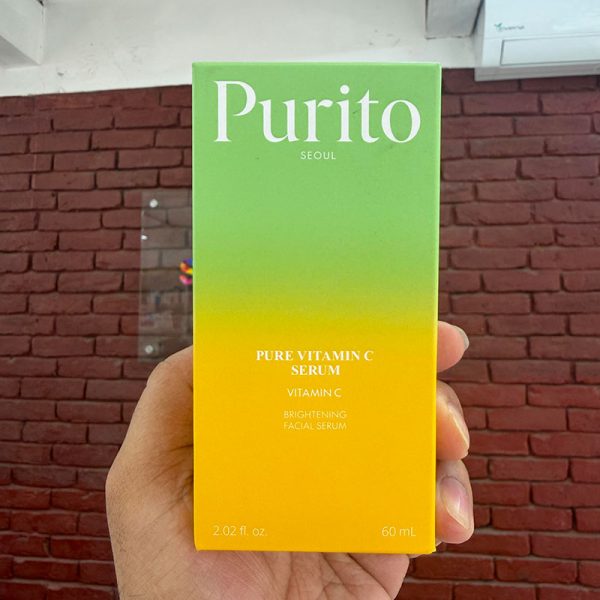 Purito
SEOUL
PURE VITAMIN C
SERUM
VITAMIN C
BRIGHTENING
FACIAL SERUM
2.02 fl. oz. 60 mL